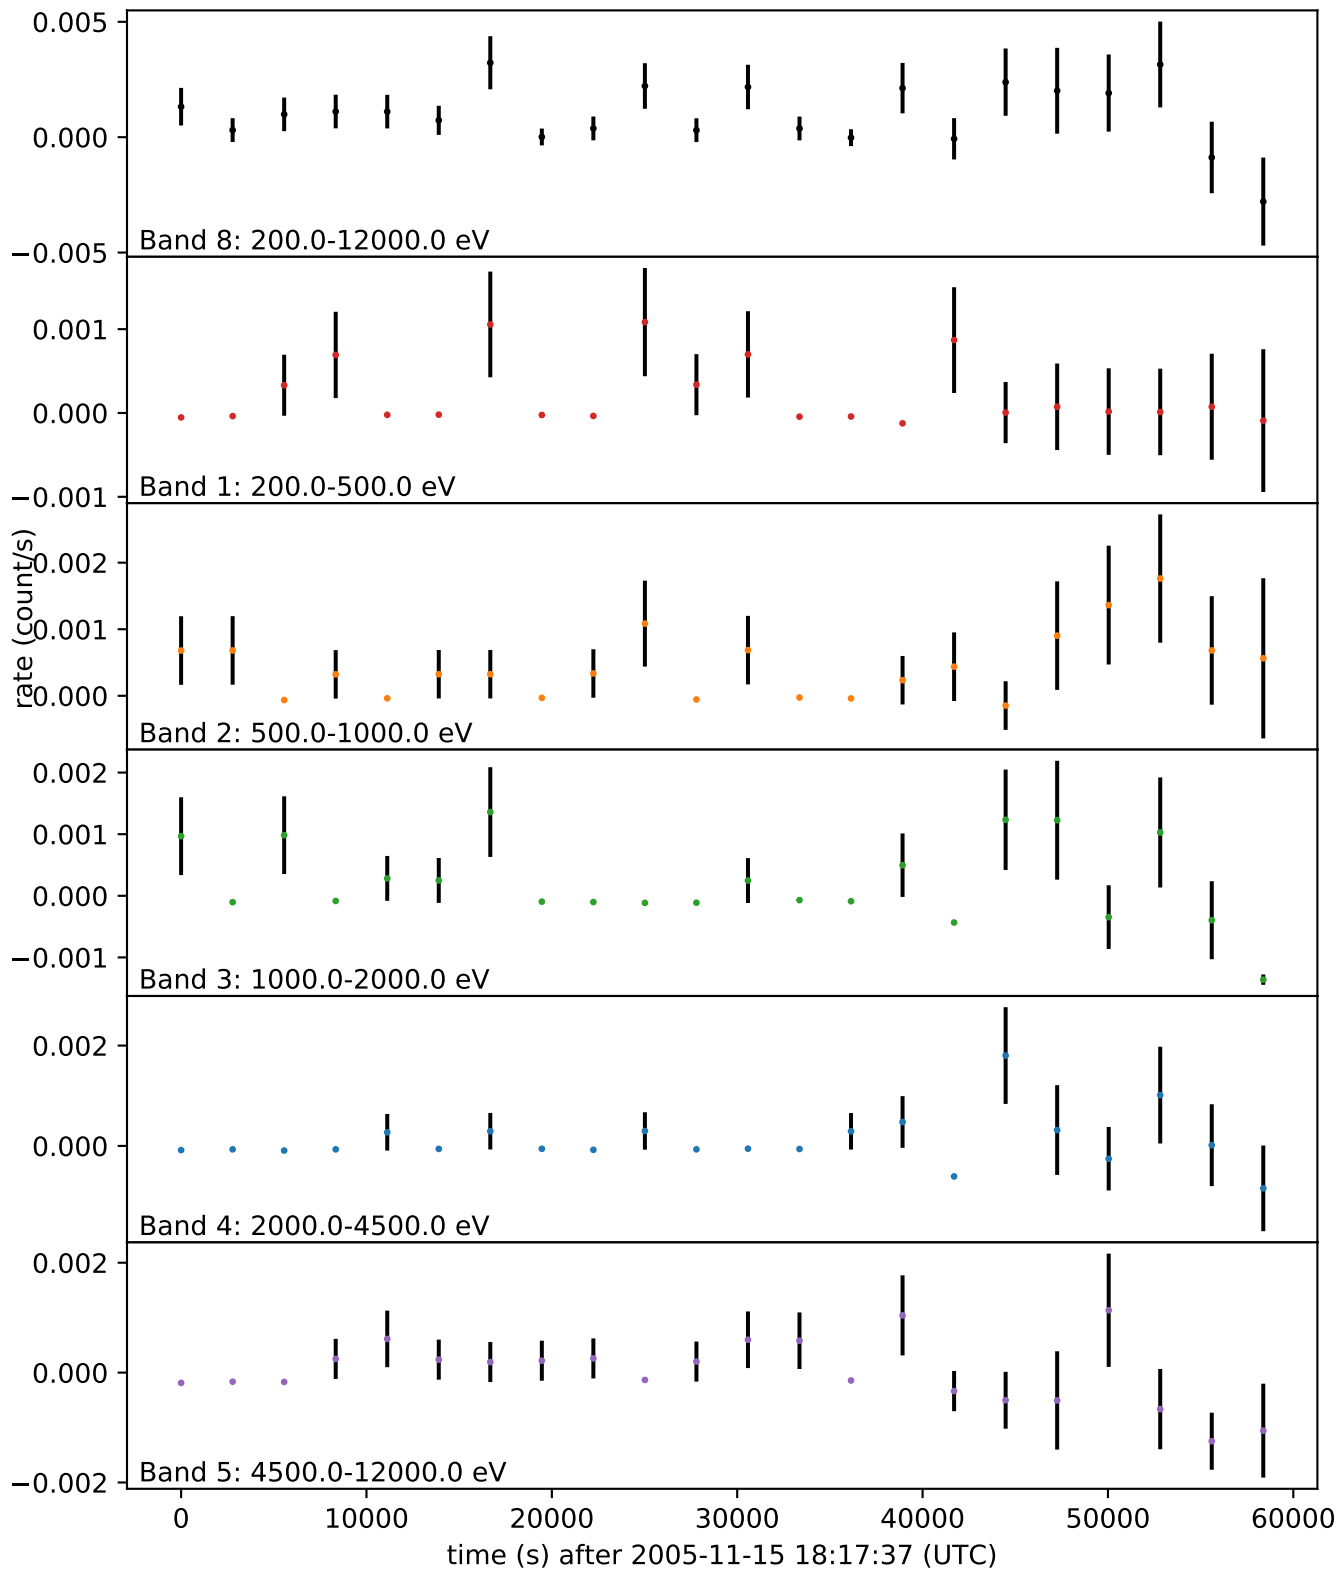 0.005
0.000
−0.005
Band 8: 200.0-12000.0 eV
0.001
0.000
−0.001
Band 1: 200.0-500.0 eV
rate (count/s)
0.002
0.001
0.000
Band 2: 500.0-1000.0 eV
0.002
0.001
0.000
−0.001
Band 3: 1000.0-2000.0 eV
0.002
0.000
Band 4: 2000.0-4500.0 eV
0.002
0.000
−0.002
Band 5: 4500.0-12000.0 eV
0 10000 20000 30000 40000 50000 60000
time (s) after 2005-11-15 18:17:37 (UTC)